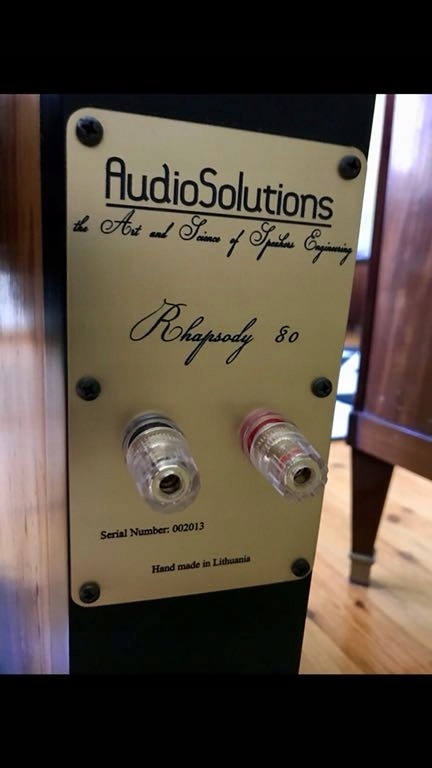 AudioSolutions
the Art and Science of Speakers Engineering
Rhapsody 80
Serial Number: 002013
Hand made in Lithuania